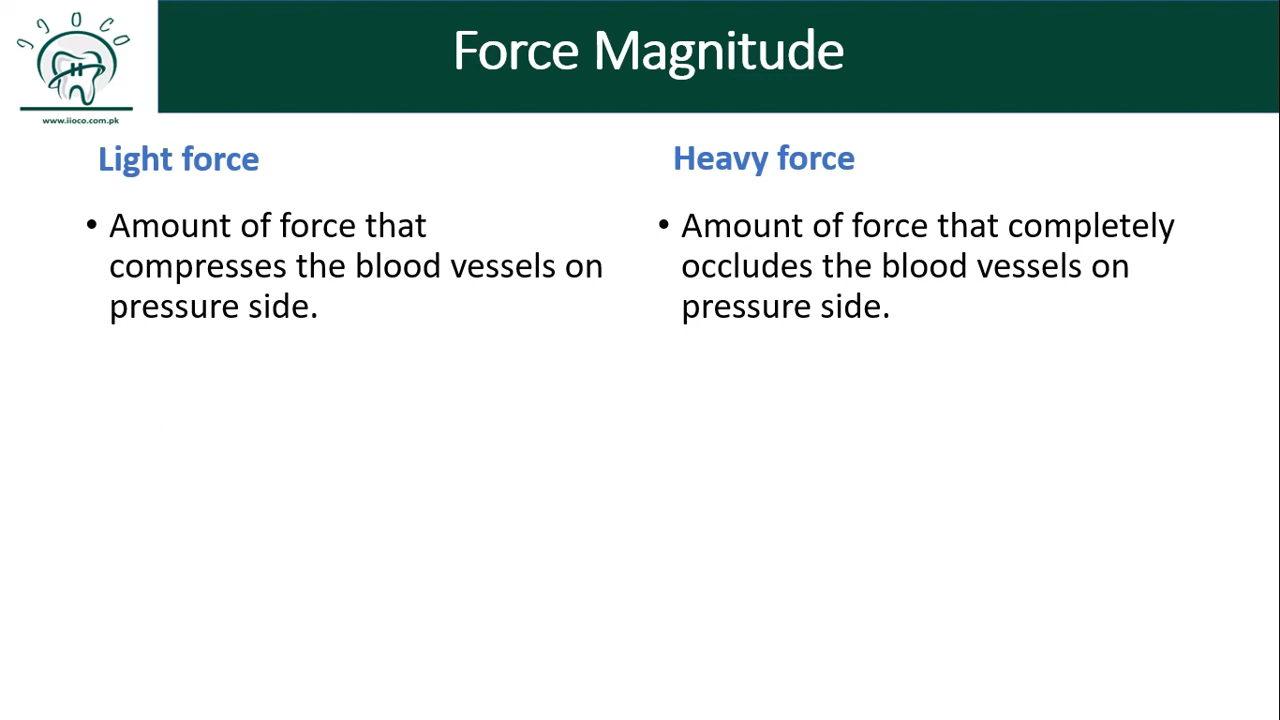 IJOCO
www.iioco.com.pk
Force Magnitude
Light force
• Amount of force that
compresses the blood vessels on
pressure side.
Heavy force
• Amount of force that completely
occludes the blood vessels on
pressure side.